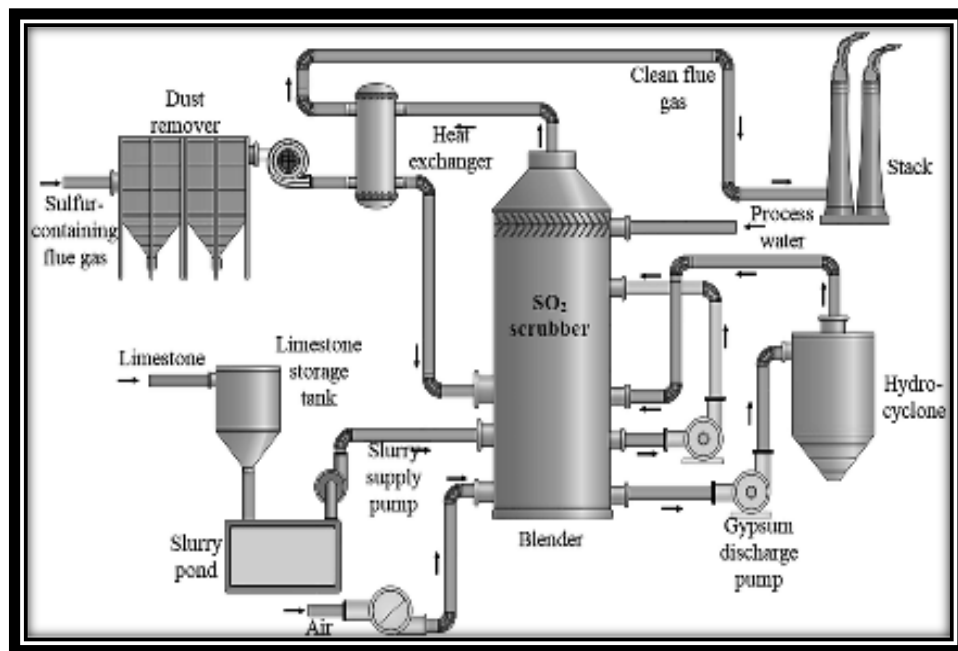 Dust
remover
Sulfur-
containing
flue gas
Heat
exchanger
Clean flue
gas
Stack
Process
water
SO₂
scrubber
Limestone
Limestone
storage
tank
Hydro-
cyclone
Slurry
supply
pump
Slurry
pond
Blender
Gypsum
discharge
pump
Air